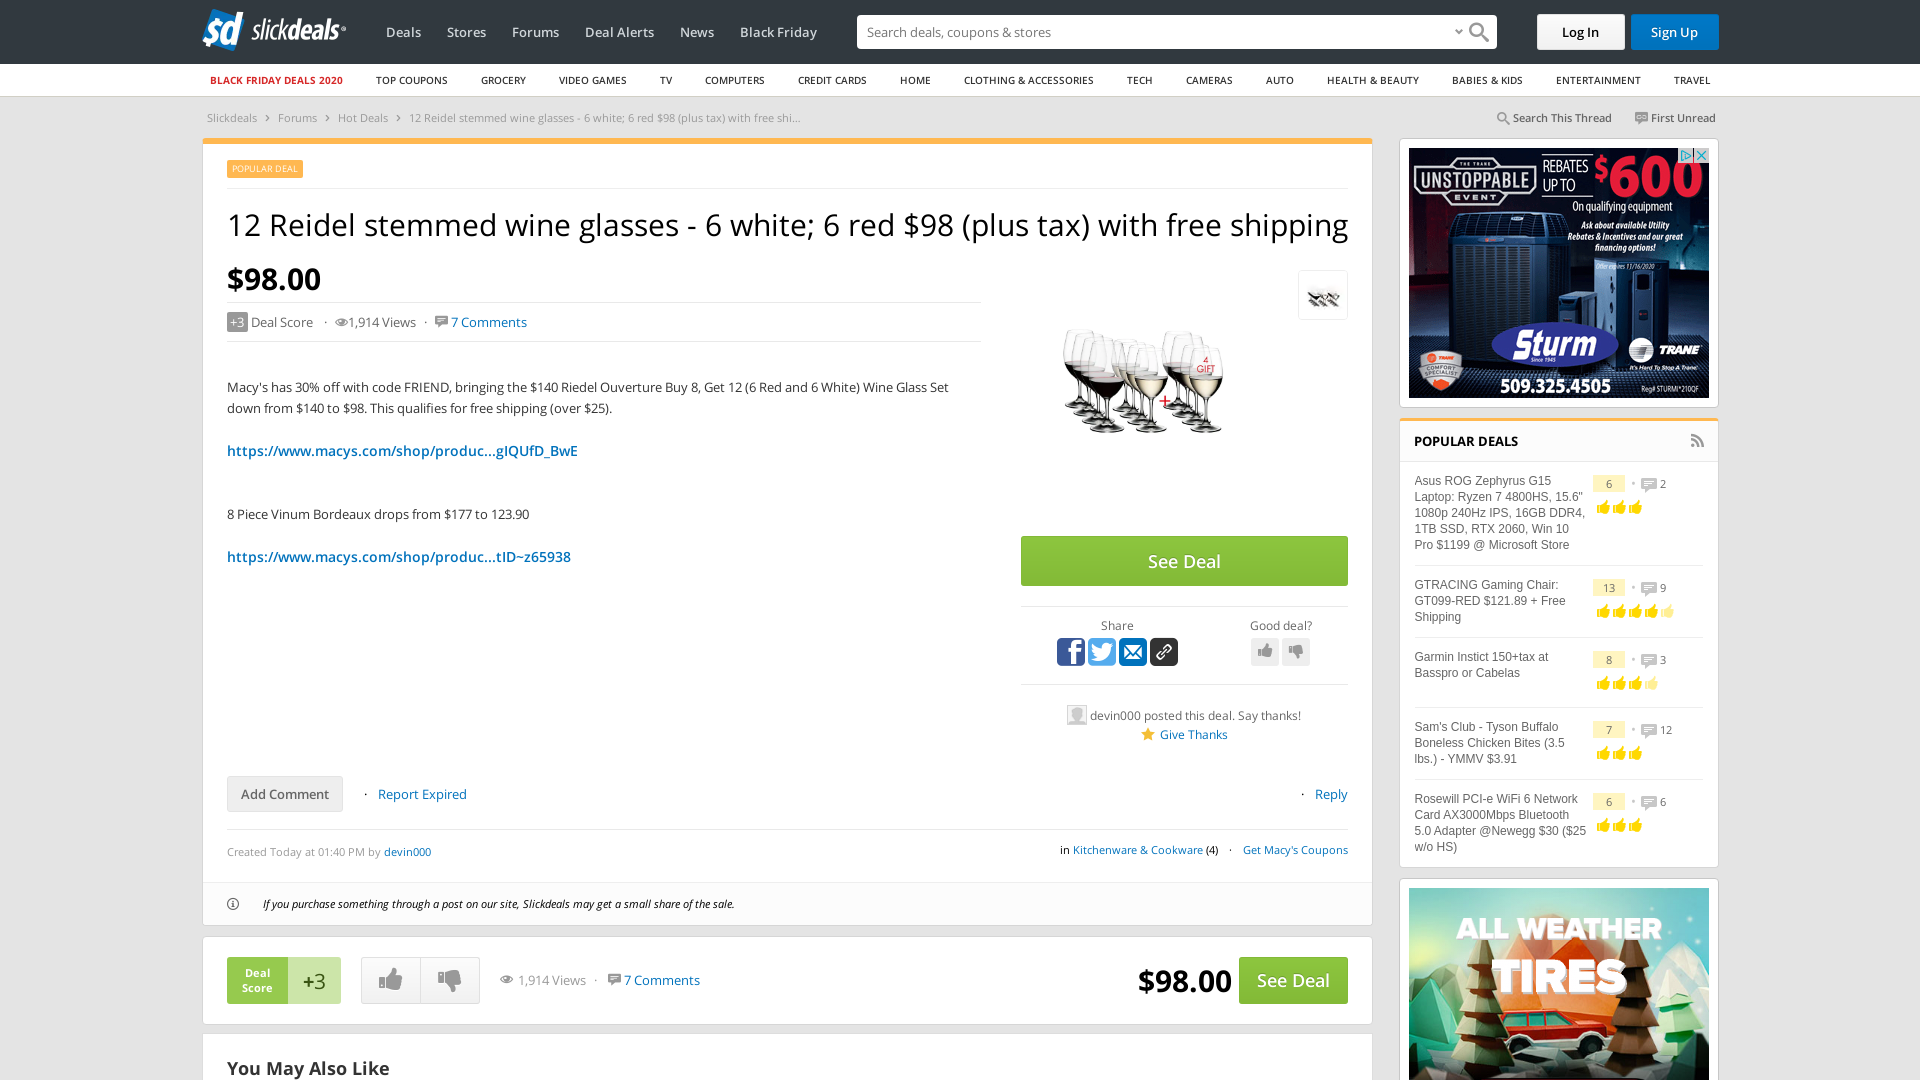 sd slickdeals
Deals Stores Forums Deal Alerts News Black Friday
Search deals, coupons & stores
Log In Sign Up
BLACK FRIDAY DEALS 2020 TOP COUPONS GROCERY VIDEO GAMES TV COMPUTERS CREDIT CARDS HOME CLOTHING & ACCESSORIES TECH CAMERAS AUTO HEALTH & BEAUTY BABIES & KIDS ENTERTAINMENT TRAVEL
Slickdeals › Forums › Hot Deals › 12 Reidel stemmed wine glasses - 6 white; 6 red $98 (plus tax) with free shi...
Search This Thread First Unread
POPULAR DEAL
12 Reidel stemmed wine glasses - 6 white; 6 red $98 (plus tax) with free shipping
$98.00
+3 Deal Score · 1,914 Views · 7 Comments
Macy's has 30% off with code FRIEND, bringing the $140 Riedel Ouverture Buy 8, Get 12 (6 Red and 6 White) Wine Glass Set
down from $140 to $98. This qualifies for free shipping (over $25).
https://www.macys.com/shop/produc...gIQUfD_BwE
8 Piece Vinum Bordeaux drops from $177 to 123.90
https://www.macys.com/shop/produc...tID~z65938
4
GIFT
+
See Deal
Share
Good deal?
devin000 posted this deal. Say thanks!
Give Thanks
Add Comment · Report Expired
· Reply
Created Today at 01:40 PM by devin000
in Kitchenware & Cookware (4) · Get Macy's Coupons
If you purchase something through a post on our site, Slickdeals may get a small share of the sale.
Deal
Score
+3
1,914 Views · 7 Comments
$98.00 See Deal
You May Also Like
THE TRANE
UNSTOPPABLE
EVENT
REBATES
UP TO
$600
On qualifying equipment
Ask about available Utility
Rebates & Incentives and our great
financing options!
Offer expires 11/16/2020
Sturm
Since 1945
TRANE
COMFORT
SPECIALIST
TRANE
It's Hard To Stop A Trane.
509.325.4505
Reg# STURMI*210QF
POPULAR DEALS
Asus ROG Zephyrus G15
Laptop: Ryzen 7 4800HS, 15.6"
1080p 240Hz IPS, 16GB DDR4,
1TB SSD, RTX 2060, Win 10
Pro $1199 @ Microsoft Store
6 • 2
GTRACING Gaming Chair:
GT099-RED $121.89 + Free
Shipping
13 • 9
Garmin Instict 150+tax at
Basspro or Cabelas
8 • 3
Sam's Club - Tyson Buffalo
Boneless Chicken Bites (3.5
lbs.) - YMMV $3.91
7 • 12
Rosewill PCI-e WiFi 6 Network
Card AX3000Mbps Bluetooth
5.0 Adapter @Newegg $30 ($25
w/o HS)
6 • 6
ALL WEATHER
TIRES